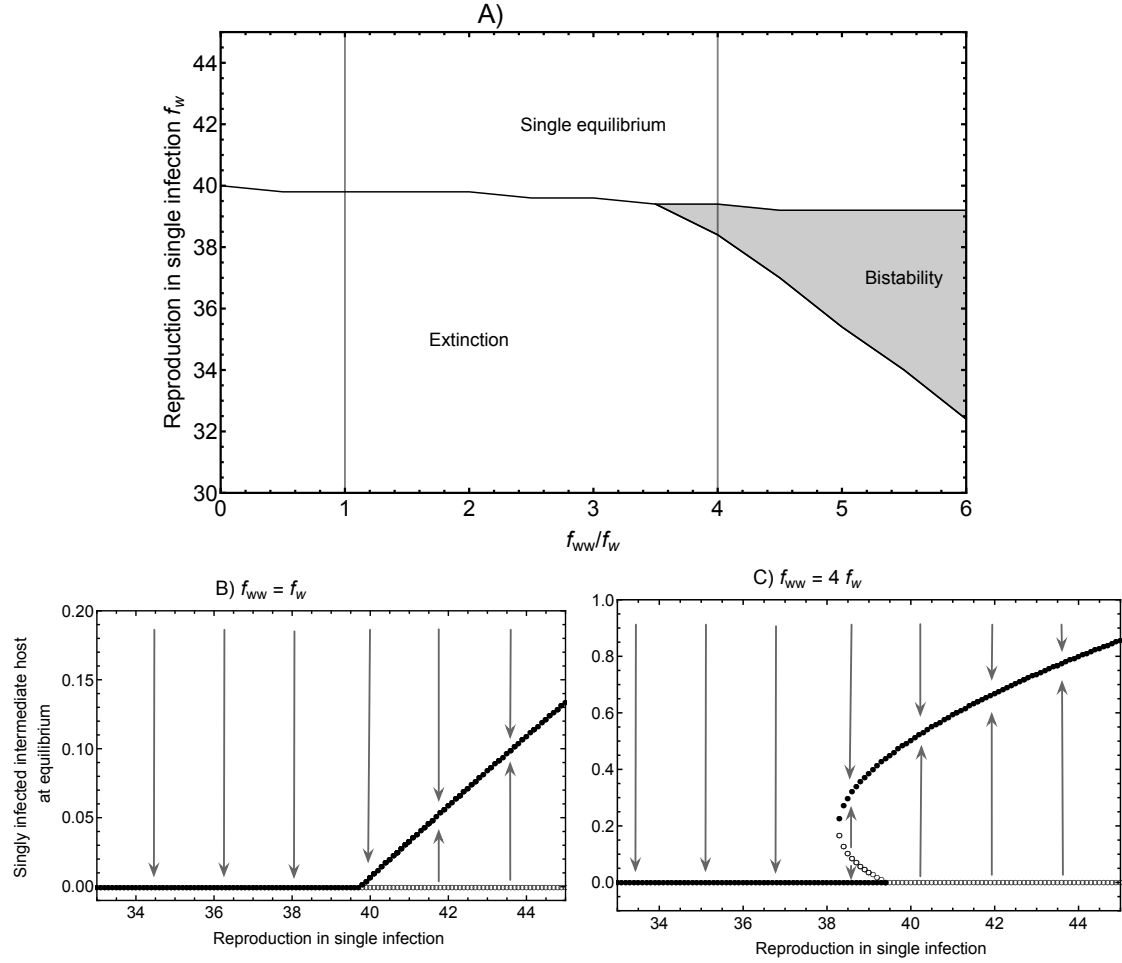 A)
Reproduction in single infection f_w
44
42
40
38
36
34
32
30
Single equilibrium
Bistability
Extinction
0 1 2 3 4 5 6
f_ww/f_w
B) f_ww = f_w
Singly infected intermediate host
at equilibrium
0.20
0.15
0.10
0.05
0.00
34 36 38 40 42 44
Reproduction in single infection
C) f_ww = 4 f_w
1.0
0.8
0.6
0.4
0.2
0.0
34 36 38 40 42 44
Reproduction in single infection